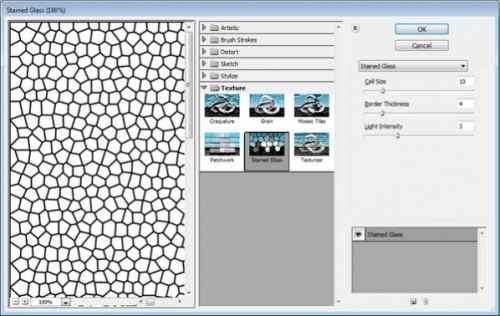 Stained Glass (100%)
Artistic
Brush Strokes
Distort
Sketch
Stylize
Texture
Craquelure
Grain
Mosaic Tiles
Patchwork
Stained Glass
Texturizer
100%
OK
Cancel
Stained Glass
Cell Size
10
Border Thickness
4
Light Intensity
3
Stained Glass